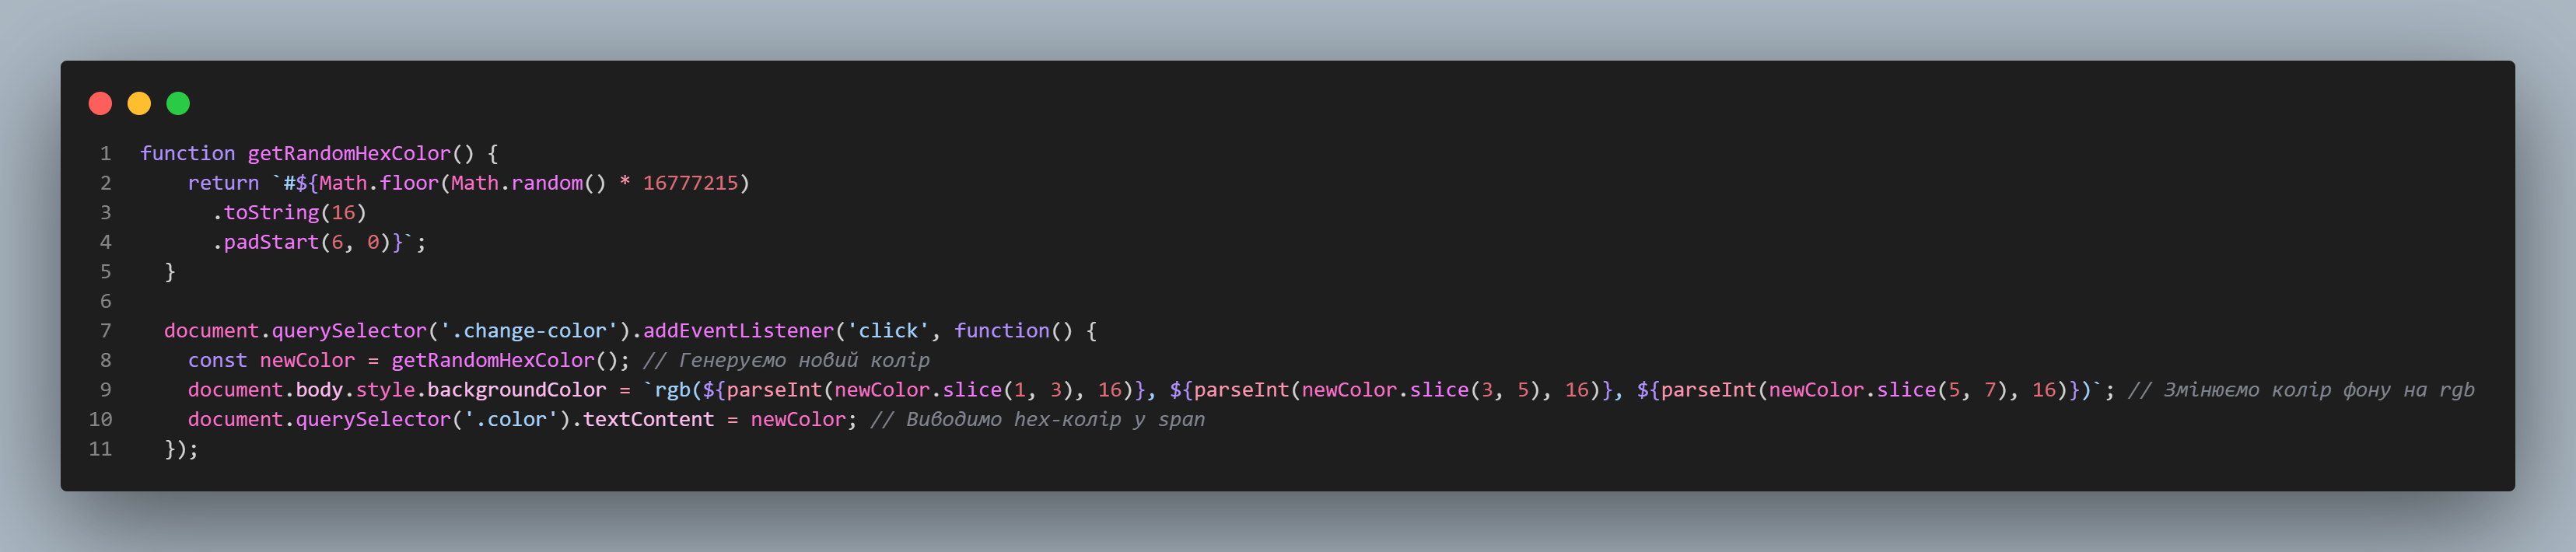 1 function getRandomHexColor() {
2     return `#${Math.floor(Math.random() * 16777215)
3       .toString(16)
4       .padStart(6, 0)}`;
5   }
6
7   document.querySelector('.change-color').addEventListener('click', function() {
8     const newColor = getRandomHexColor(); // Генеруємо новий колір
9     document.body.style.backgroundColor = `rgb(${parseInt(newColor.slice(1, 3), 16)}, ${parseInt(newColor.slice(3, 5), 16)}, ${parseInt(newColor.slice(5, 7), 16)})`; // Змінюємо колір фону на rgb
10     document.querySelector('.color').textContent = newColor; // Виводимо hex-колір у span
11   });